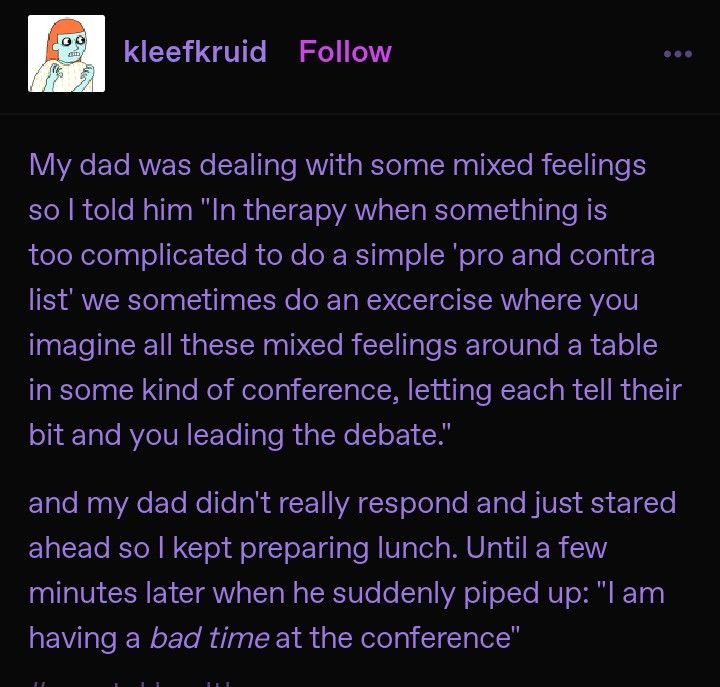 kleefkruid Follow
My dad was dealing with some mixed feelings
so I told him "In therapy when something is
too complicated to do a simple 'pro and contra
list' we sometimes do an excercise where you
imagine all these mixed feelings around a table
in some kind of conference, letting each tell their
bit and you leading the debate."
and my dad didn't really respond and just stared
ahead so I kept preparing lunch. Until a few
minutes later when he suddenly piped up: "I am
having a bad time at the conference"